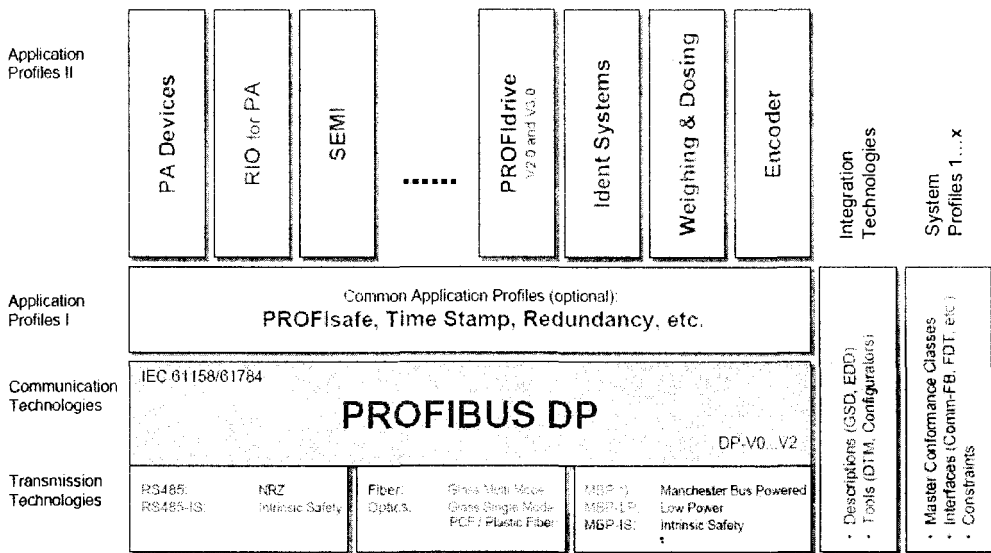 Application
Profiles II
PA Devices
RIO for PA
SEMI
......
PROFIdrive
V2.0 and V3.0
Ident Systems
Weighing & Dosing
Encoder
Integration
Technologies
System
Profiles 1...x
Application
Profiles I
Common Application Profiles (optional):
PROFIsafe, Time Stamp, Redundancy, etc.
Communication
Technologies
IEC 61158/61784
PROFIBUS DP
DP-V0...V2
Transmission
Technologies
RS485: NRZ
RS485-IS: Intrinsic Safety
Fiber: Glass Multi Mode
Optics: Glass Single Mode
PCF / Plastic Fiber
Manchester Bus Powered
MBP-LP: Low Power
MBP-IS: Intrinsic Safety
· Descriptions (GSD, EDD)
· Tools (DTM, Configurators)
· Master Conformance Classes
· Interfaces (Comm-FB, FDT, etc.)
· Constraints